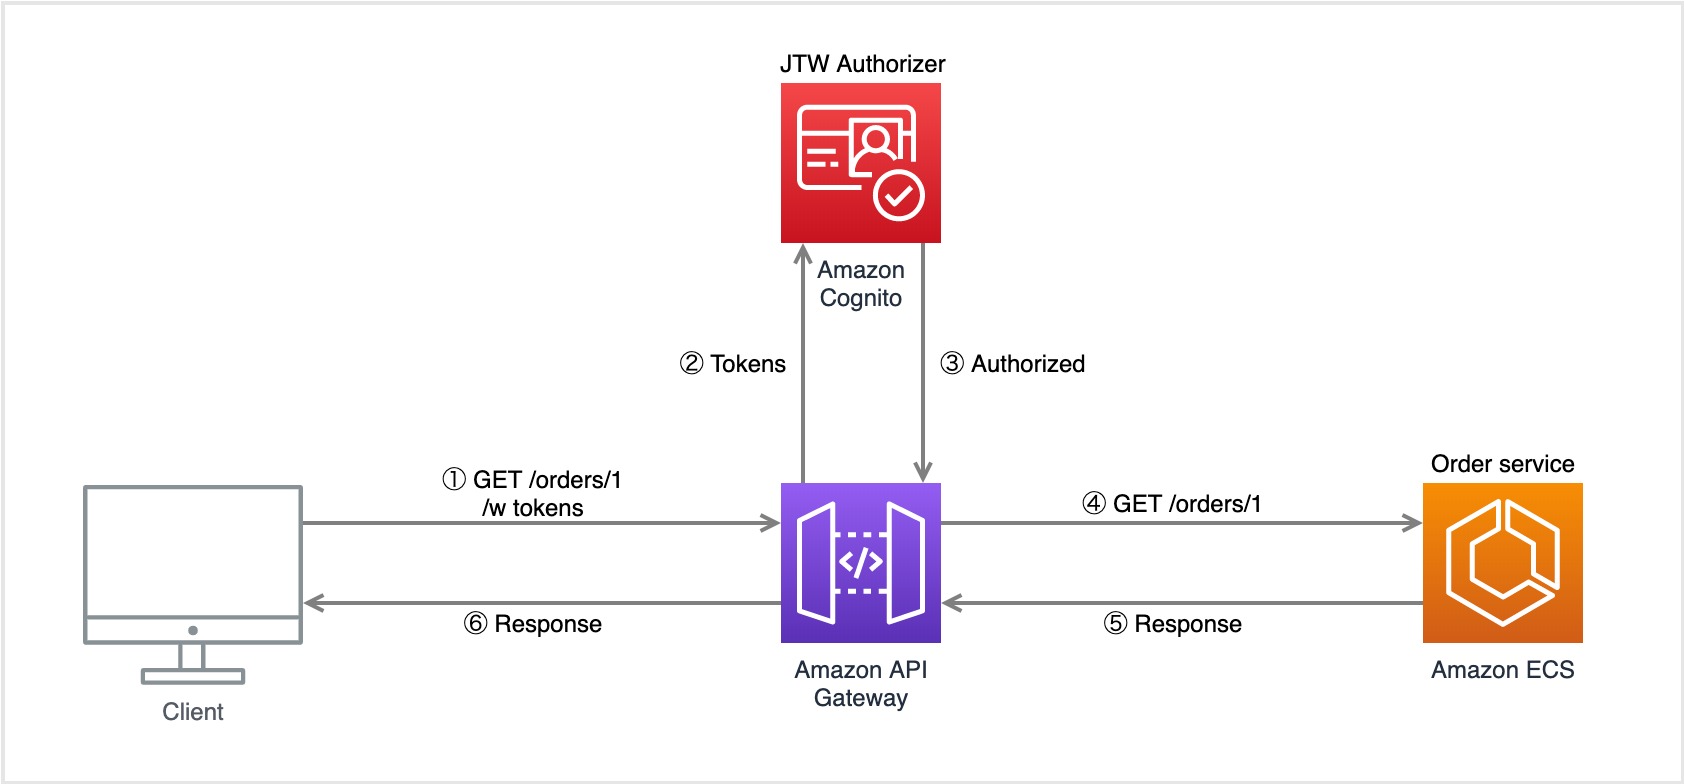 JTW Authorizer
Amazon
Cognito
② Tokens
③ Authorized
① GET /orders/1
/w tokens
④ GET /orders/1
Order service
⑥ Response
⑤ Response
Amazon API
Gateway
Amazon ECS
Client